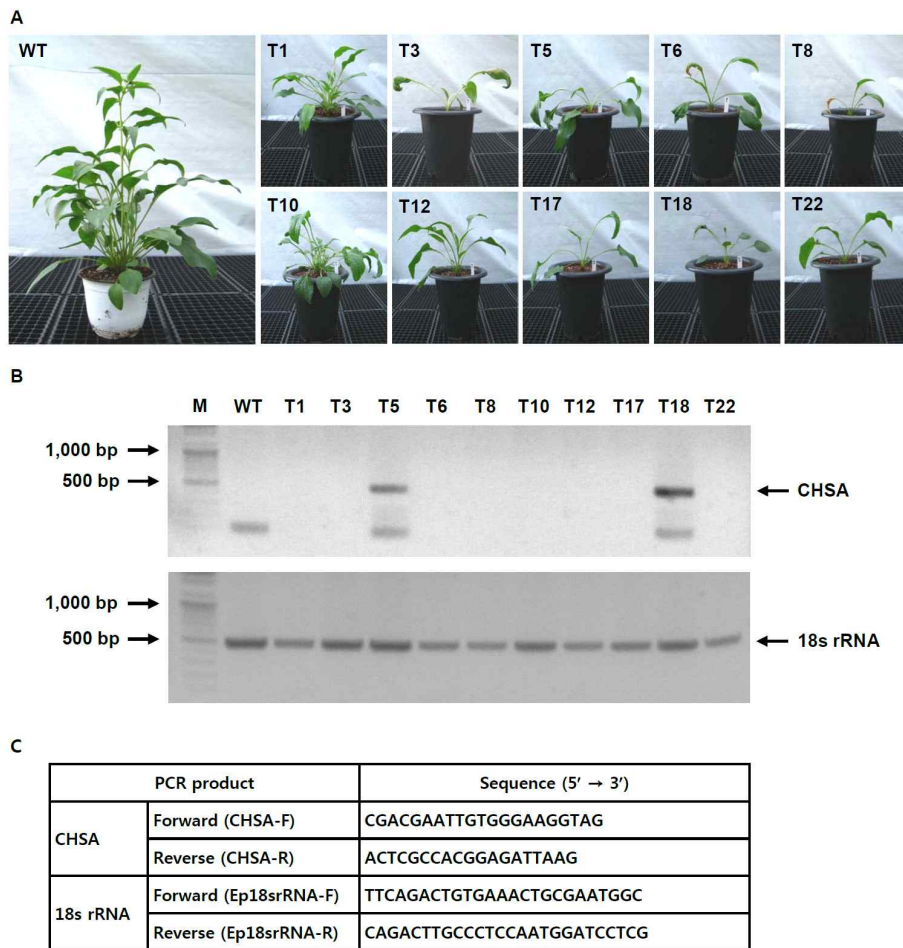 A
WT
T1
T3
T5
T6
T8
T10
T12
T17
T18
T22
B
M WT T1 T3 T5 T6 T8 T10 T12 T17 T18 T22
1,000 bp
500 bp
CHSA
1,000 bp
500 bp
18s rRNA
C
PCR product Sequence (5′ → 3′)
CHSA
Forward (CHSA-F) CGACGAATTGTGGGAAGGTAG
Reverse (CHSA-R) ACTCGCCACGGAGATTAAG
18s rRNA
Forward (Ep18srRNA-F) TTCAGACTGTGAAACTGCGAATGGC
Reverse (Ep18srRNA-R) CAGACTTGCCCTCCAATGGATCCTCG